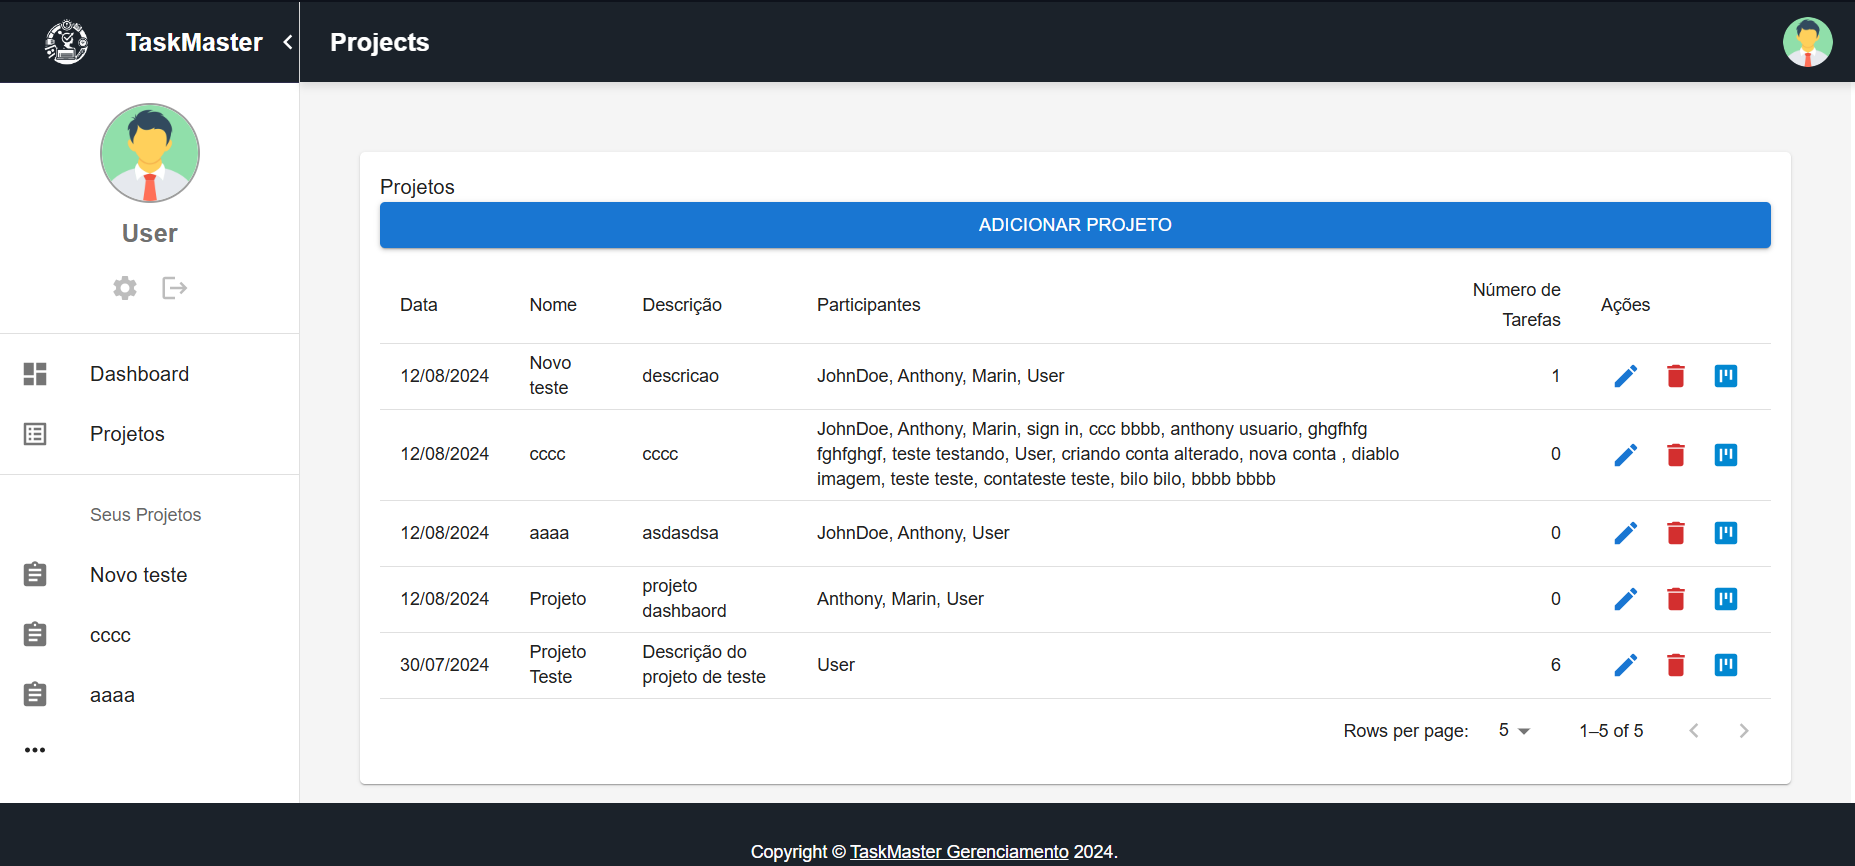 TaskMaster
Projects
User
Dashboard
Projetos
Seus Projetos
Novo teste
cccc
aaaa
Projetos
ADICIONAR PROJETO
Data Nome Descrição Participantes Número de
Tarefas Ações
12/08/2024 Novo
teste descricao JohnDoe, Anthony, Marin, User 1
12/08/2024 cccc cccc JohnDoe, Anthony, Marin, sign in, ccc bbbb, anthony usuario, ghgfhfg
fghfghgf, teste testando, User, criando conta alterado, nova conta , diablo
imagem, teste teste, contateste teste, bilo bilo, bbbb bbbb 0
12/08/2024 aaaa asdasdsa JohnDoe, Anthony, User 0
12/08/2024 Projeto projeto
dashbaord Anthony, Marin, User 0
30/07/2024 Projeto
Teste Descrição do
projeto de teste User 6
Rows per page: 5 1–5 of 5
Copyright © TaskMaster Gerenciamento 2024.